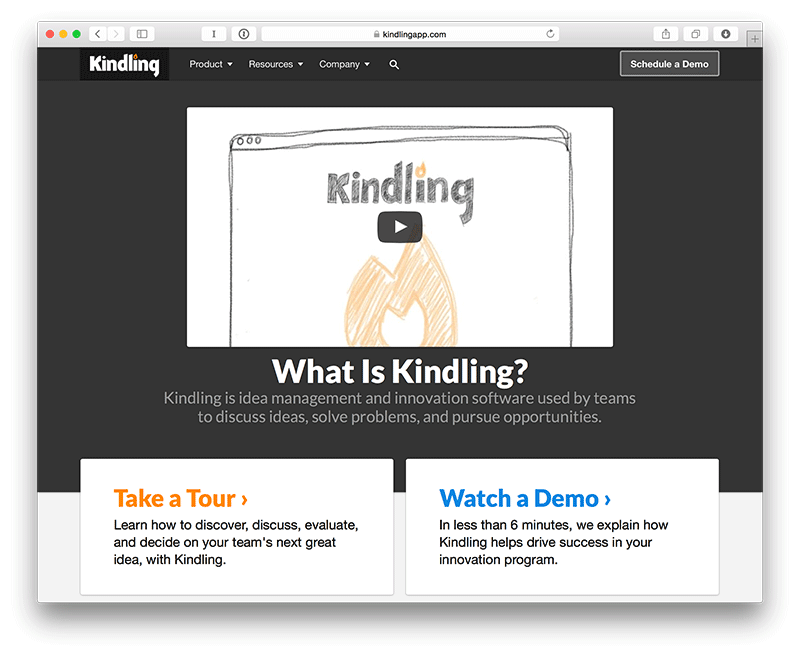 kindlingapp.com
Kindling
Product
Resources
Company
Schedule a Demo
Kindling
What Is Kindling?
Kindling is idea management and innovation software used by teams
to discuss ideas, solve problems, and pursue opportunities.
Take a Tour ›
Learn how to discover, discuss, evaluate,
and decide on your team's next great
idea, with Kindling.
Watch a Demo ›
In less than 6 minutes, we explain how
Kindling helps drive success in your
innovation program.